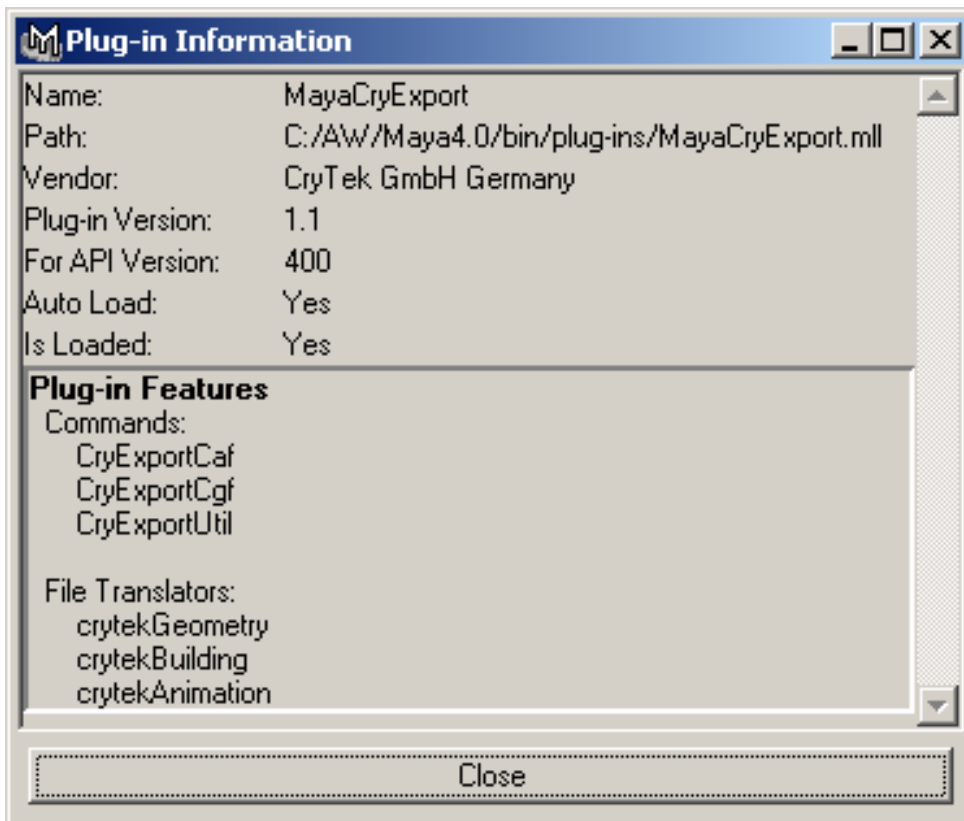 Plug-in Information
Name: MayaCryExport
Path: C:/AW/Maya4.0/bin/plug-ins/MayaCryExport.mll
Vendor: CryTek GmbH Germany
Plug-in Version: 1.1
For API Version: 400
Auto Load: Yes
Is Loaded: Yes
Plug-in Features
Commands:
CryExportCaf
CryExportCgf
CryExportUtil
File Translators:
crytekGeometry
crytekBuilding
crytekAnimation
Close